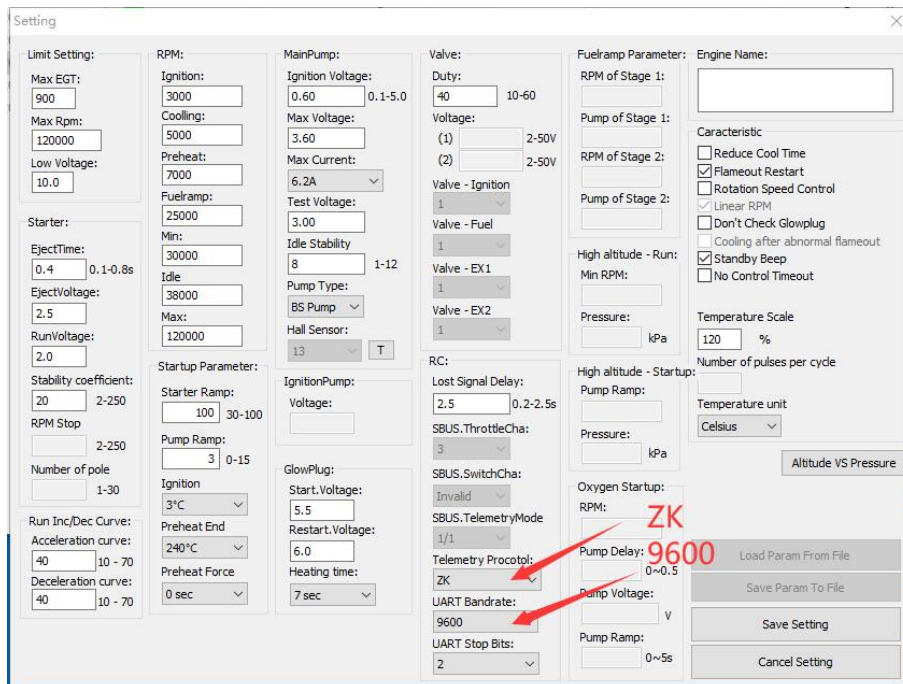 Setting
Limit Setting:
Max EGT:
900
Max Rpm:
120000
Low Voltage:
10.0
Starter:
EjectTime:
0.4 0.1-0.8s
EjectVoltage:
2.5
RunVoltage:
2.0
Stability coefficient:
20 2-250
RPM Stop
2-250
Number of pole
1-30
Run Inc/Dec Curve:
Acceleration curve:
40 10 - 70
Deceleration curve:
40 10 - 70
RPM:
Ignition:
3000
Coolling:
5000
Preheat:
7000
Fuelramp:
25000
Min:
30000
Idle
38000
Max:
120000
Startup Parameter:
Starter Ramp:
100 30-100
Pump Ramp:
3 0-15
Ignition
3°C
Preheat End
240°C
Preheat Force
0 sec
MainPump:
Ignition Voltage:
0.60 0.1-5.0
Max Voltage:
3.60
Max Current:
6.2A
Test Voltage:
3.00
Idle Stability
8 1-12
Pump Type:
BS Pump
Hall Sensor:
13 T
IgnitionPump:
Voltage:
GlowPlug:
Start.Voltage:
5.5
Restart.Voltage:
6.0
Heating time:
7 sec
Valve:
Duty:
40 10-60
Voltage:
(1) 2-50V
(2) 2-50V
Valve - Ignition
1
Valve - Fuel
1
Valve - EX1
1
Valve - EX2
1
RC:
Lost Signal Delay:
2.5 0.2-2.5s
SBUS.ThrottleCha:
3
SBUS.SwitchCha:
Invalid
SBUS.TelemetryMode
1/1
Telemetry Procotol:
ZK
UART Bandrate:
9600
UART Stop Bits:
2
Fuelramp Parameter:
RPM of Stage 1:
Pump of Stage 1:
RPM of Stage 2:
Pump of Stage 2:
High altitude - Run:
Min RPM:
Pressure:
kPa
High altitude - Startup:
Pump Ramp:
Pressure:
kPa
Oxygen Startup:
RPM:
ZK
Pump Delay:
9600
0~0.5
Pump Voltage:
V
Pump Ramp:
0~5s
Engine Name:
Caracteristic
Reduce Cool Time
Flameout Restart
Rotation Speed Control
Linear RPM
Don't Check Glowplug
Cooling after abnormal flameout
Standby Beep
No Control Timeout
Temperature Scale
120 %
Number of pulses per cycle
Temperature unit
Celsius
Altitude VS Pressure
Load Param From File
Save Param To File
Save Setting
Cancel Setting